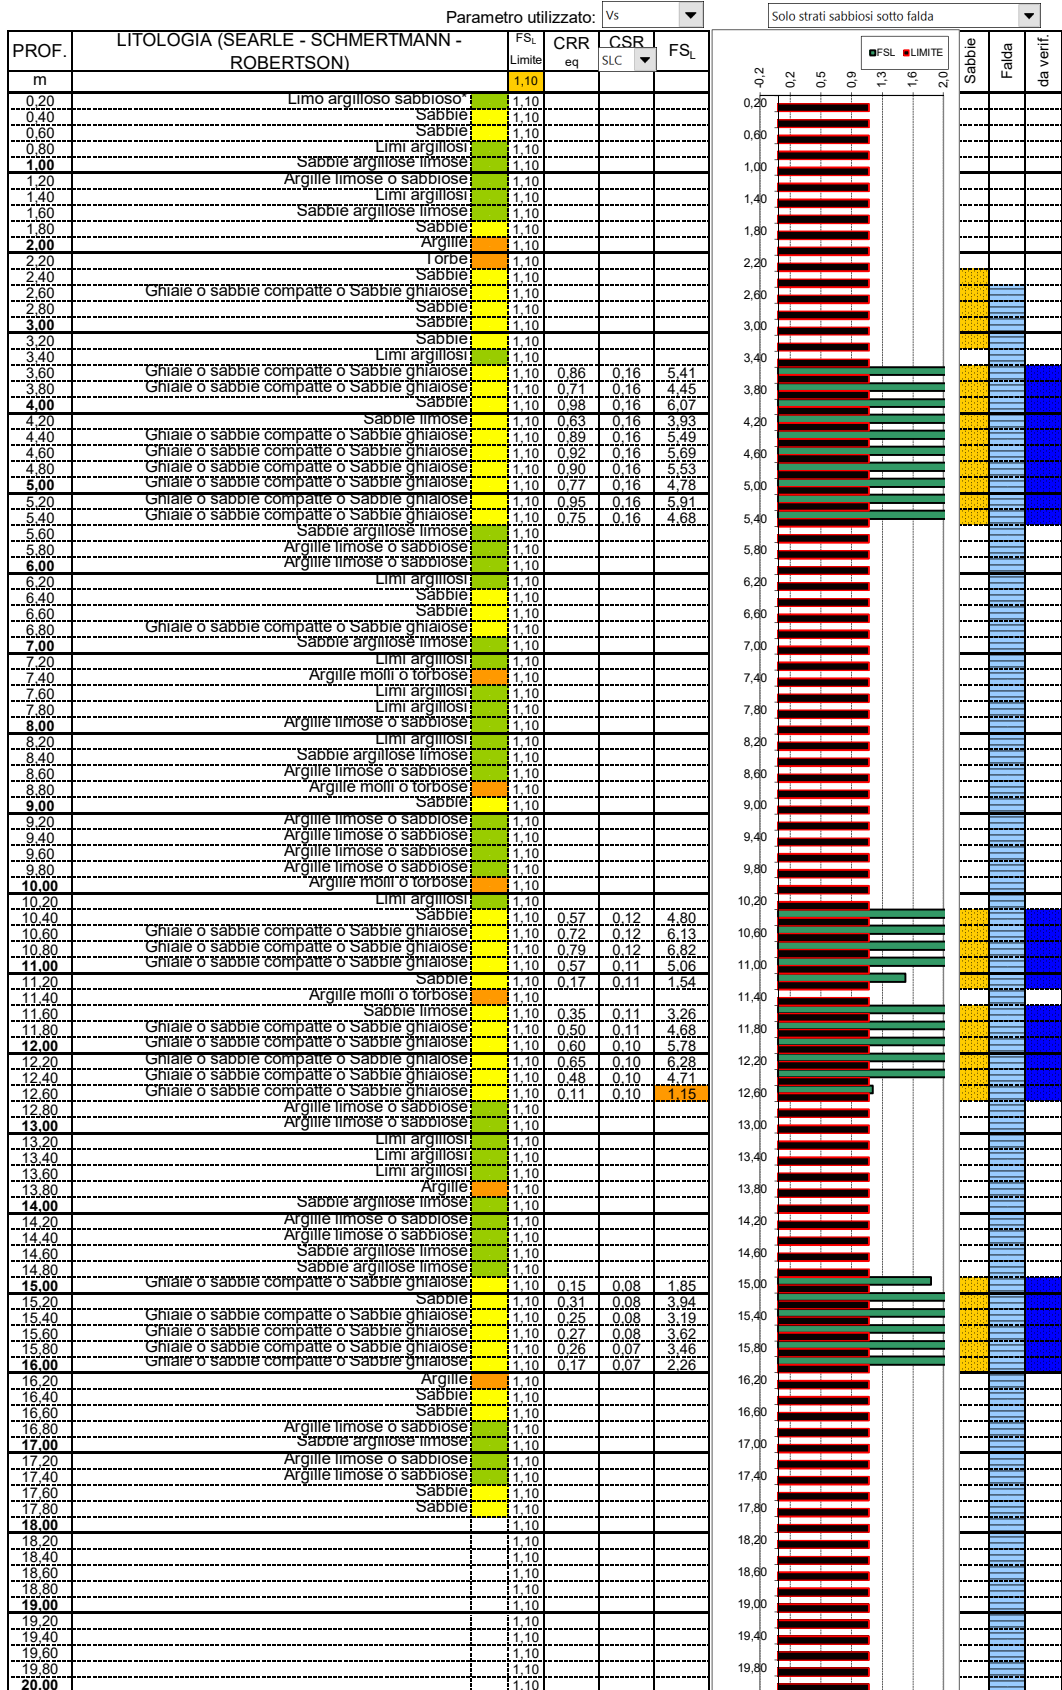 Parametro utilizzato: Vs
Solo strati sabbiosi sotto falda
PROF. LITOLOGIA (SEARLE - SCHMERTMANN - ROBERTSON) FSL Limite CRR eq CSR SLC FSL
m 1,10
0,20 Limo argilloso sabbioso* 1,10
0,40 Sabbie 1,10
0,60 Sabbie 1,10
0,80 Limi argillosi 1,10
1,00 Sabbie argillose limose 1,10
1,20 Argille limose o sabbiose 1,10
1,40 Limi argillosi 1,10
1,60 Sabbie argillose limose 1,10
1,80 Sabbie 1,10
2,00 Argille 1,10
2,20 Torbe 1,10
2,40 Sabbie 1,10
2,60 Ghiaie o sabbie compatte o Sabbie ghiaiose 1,10
2,80 Sabbie 1,10
3,00 Sabbie 1,10
3,20 Sabbie 1,10
3,40 Limi argillosi 1,10
3,60 Ghiaie o sabbie compatte o Sabbie ghiaiose 1,10 0,86 0,16 5,41
3,80 Ghiaie o sabbie compatte o Sabbie ghiaiose 1,10 0,71 0,16 4,45
4,00 Sabbie 1,10 0,98 0,16 6,07
4,20 Sabbie limose 1,10 0,63 0,16 3,93
4,40 Ghiaie o sabbie compatte o Sabbie ghiaiose 1,10 0,89 0,16 5,49
4,60 Ghiaie o sabbie compatte o Sabbie ghiaiose 1,10 0,92 0,16 5,69
4,80 Ghiaie o sabbie compatte o Sabbie ghiaiose 1,10 0,90 0,16 5,53
5,00 Ghiaie o sabbie compatte o Sabbie ghiaiose 1,10 0,77 0,16 4,78
5,20 Ghiaie o sabbie compatte o Sabbie ghiaiose 1,10 0,95 0,16 5,91
5,40 Ghiaie o sabbie compatte o Sabbie ghiaiose 1,10 0,75 0,16 4,68
5,60 Sabbie argillose limose 1,10
5,80 Argille limose o sabbiose 1,10
6,00 Argille limose o sabbiose 1,10
6,20 Limi argillosi 1,10
6,40 Sabbie 1,10
6,60 Sabbie 1,10
6,80 Ghiaie o sabbie compatte o Sabbie ghiaiose 1,10
7,00 Sabbie argillose limose 1,10
7,20 Limi argillosi 1,10
7,40 Argille molli o torbose 1,10
7,60 Limi argillosi 1,10
7,80 Limi argillosi 1,10
8,00 Argille limose o sabbiose 1,10
8,20 Limi argillosi 1,10
8,40 Sabbie argillose limose 1,10
8,60 Argille limose o sabbiose 1,10
8,80 Argille molli o torbose 1,10
9,00 Sabbie 1,10
9,20 Argille limose o sabbiose 1,10
9,40 Argille limose o sabbiose 1,10
9,60 Argille limose o sabbiose 1,10
9,80 Argille limose o sabbiose 1,10
10,00 Argille molli o torbose 1,10
10,20 Limi argillosi 1,10
10,40 Sabbie 1,10 0,57 0,12 4,80
10,60 Ghiaie o sabbie compatte o Sabbie ghiaiose 1,10 0,72 0,12 6,13
10,80 Ghiaie o sabbie compatte o Sabbie ghiaiose 1,10 0,79 0,12 6,82
11,00 Ghiaie o sabbie compatte o Sabbie ghiaiose 1,10 0,57 0,11 5,06
11,20 Sabbie 1,10 0,17 0,11 1,54
11,40 Argille molli o torbose 1,10
11,60 Sabbie limose 1,10 0,35 0,11 3,26
11,80 Ghiaie o sabbie compatte o Sabbie ghiaiose 1,10 0,50 0,11 4,68
12,00 Ghiaie o sabbie compatte o Sabbie ghiaiose 1,10 0,60 0,10 5,78
12,20 Ghiaie o sabbie compatte o Sabbie ghiaiose 1,10 0,65 0,10 6,28
12,40 Ghiaie o sabbie compatte o Sabbie ghiaiose 1,10 0,48 0,10 4,71
12,60 Ghiaie o sabbie compatte o Sabbie ghiaiose 1,10 0,11 0,10 1,15
12,80 Argille limose o sabbiose 1,10
13,00 Argille limose o sabbiose 1,10
13,20 Limi argillosi 1,10
13,40 Limi argillosi 1,10
13,60 Limi argillosi 1,10
13,80 Argille 1,10
14,00 Sabbie argillose limose 1,10
14,20 Argille limose o sabbiose 1,10
14,40 Argille limose o sabbiose 1,10
14,60 Sabbie argillose limose 1,10
14,80 Sabbie argillose limose 1,10
15,00 Ghiaie o sabbie compatte o Sabbie ghiaiose 1,10 0,15 0,08 1,85
15,20 Sabbie 1,10 0,31 0,08 3,94
15,40 Ghiaie o sabbie compatte o Sabbie ghiaiose 1,10 0,25 0,08 3,19
15,60 Ghiaie o sabbie compatte o Sabbie ghiaiose 1,10 0,27 0,08 3,62
15,80 Ghiaie o sabbie compatte o Sabbie ghiaiose 1,10 0,26 0,07 3,46
16,00 Ghiaie o sabbie compatte o Sabbie ghiaiose 1,10 0,17 0,07 2,26
16,20 Argille 1,10
16,40 Sabbie 1,10
16,60 Sabbie 1,10
16,80 Argille limose o sabbiose 1,10
17,00 Sabbie argillose limose 1,10
17,20 Argille limose o sabbiose 1,10
17,40 Argille limose o sabbiose 1,10
17,60 Sabbie 1,10
17,80 Sabbie 1,10
18,00 1,10
18,20 1,10
18,40 1,10
18,60 1,10
18,80 1,10
19,00 1,10
19,20 1,10
19,40 1,10
19,60 1,10
19,80 1,10
20,00 1,10
FSL LIMITE
-0,2 0,2 0,5 0,9 1,3 1,6 2,0
Sabbie Falda da verif.
0,20
0,60
1,00
1,40
1,80
2,20
2,60
3,00
3,40
3,80
4,20
4,60
5,00
5,40
5,80
6,20
6,60
7,00
7,40
7,80
8,20
8,60
9,00
9,40
9,80
10,20
10,60
11,00
11,40
11,80
12,20
12,60
13,00
13,40
13,80
14,20
14,60
15,00
15,40
15,80
16,20
16,60
17,00
17,40
17,80
18,20
18,60
19,00
19,40
19,80